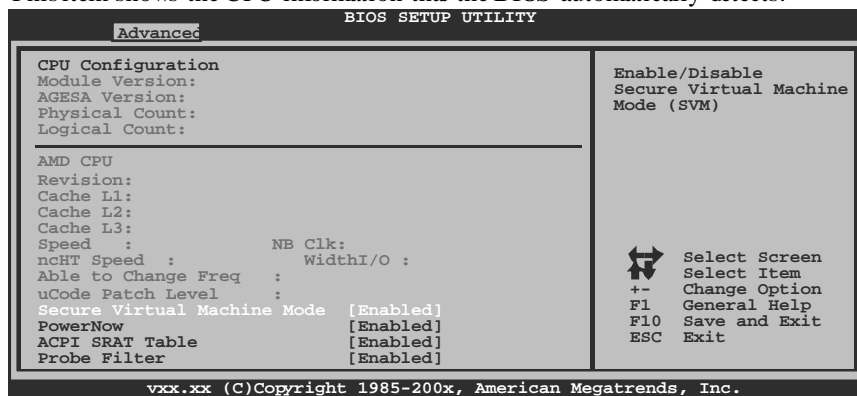 BIOS SETUP UTILITY
Advanced
CPU Configuration
Module Version:
AGESA Version:
Physical Count:
Logical Count:
AMD CPU
Revision:
Cache L1:
Cache L2:
Cache L3:
Speed : NB Clk:
ncHT Speed : WidthI/O :
Able to Change Freq :
uCode Patch Level :
Secure Virtual Machine Mode [Enabled]
PowerNow [Enabled]
ACPI SRAT Table [Enabled]
Probe Filter [Enabled]
Enable/Disable
Secure Virtual Machine
Mode (SVM)
Select Screen
Select Item
+- Change Option
F1 General Help
F10 Save and Exit
ESC Exit
vxx.xx (C)Copyright 1985-200x, American Megatrends, Inc.